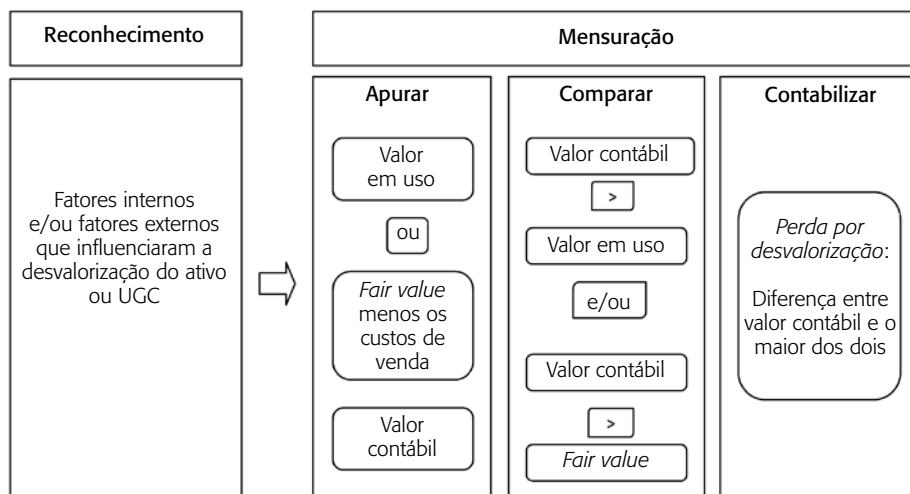 Reconhecimento
Mensuração
Fatores internos
e/ou fatores externos
que influenciaram a
desvalorização do ativo
ou UGC
Apurar
Valor
em uso
ou
Fair value
menos os
custos de
venda
Valor
contábil
Comparar
Valor contábil
>
Valor em uso
e/ou
Valor contábil
>
Fair value
Contabilizar
Perda por
desvalorização:
Diferença entre
valor contábil e o
maior dos dois